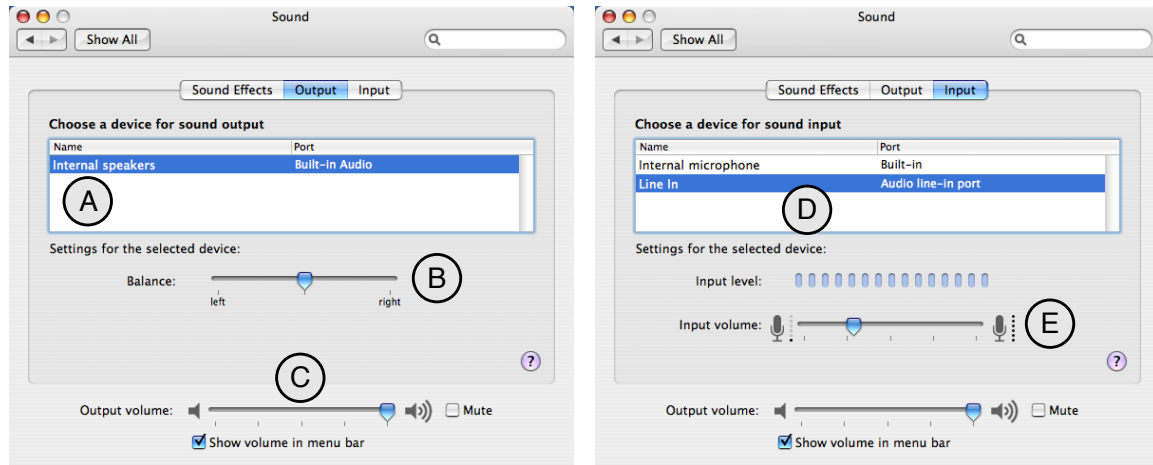 Sound
Show All
Sound Effects Output Input
Choose a device for sound output
Name Port
Internal speakers Built-in Audio
A
Settings for the selected device:
Balance:
B
left right
?
C
Output volume: Mute
Show volume in menu bar
Sound
Show All
Sound Effects Output Input
Choose a device for sound input
Name Port
Internal microphone Built-in
Line In Audio line-in port
D
Settings for the selected device:
Input level:
Input volume:
E
?
Output volume: Mute
Show volume in menu bar